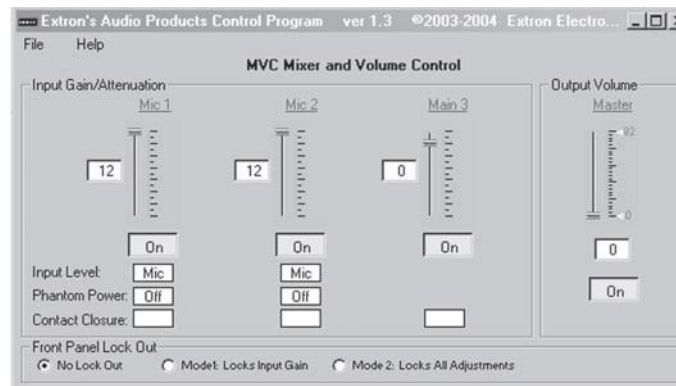 Extron's Audio Products Control Program ver 1.3 ©2003-2004 Extron Electro...
File Help
MVC Mixer and Volume Control
Input Gain/Attenuation
Output Volume
Mic 1 Mic 2 Main 3 Master
92
12 12 0
0
On On On
0
Input Level: Mic Mic
On
Phantom Power: Off Off
Contact Closure:
Front Panel Lock Out
No Lock Out Mode1: Locks Input Gain Mode 2: Locks All Adjustments